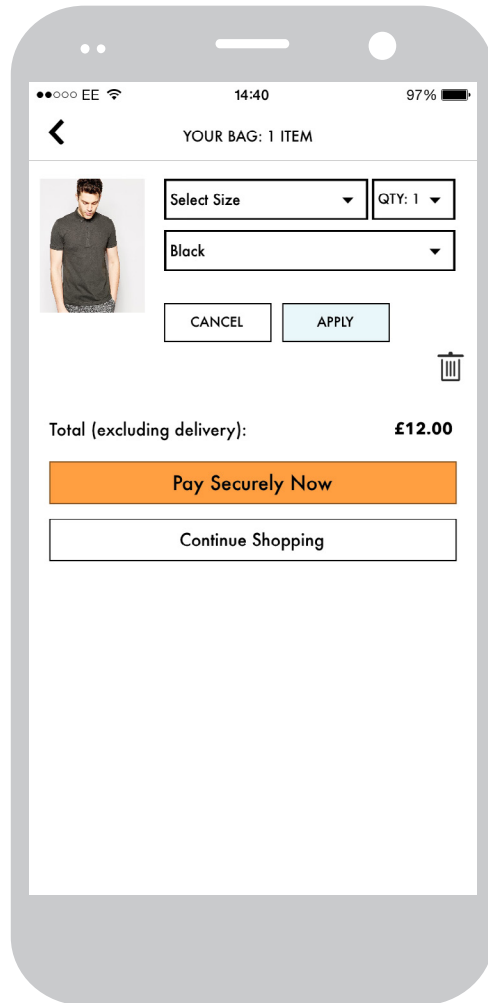 EE 14:40 97%
YOUR BAG: 1 ITEM
Select Size QTY: 1
Black
CANCEL APPLY
Total (excluding delivery): £12.00
Pay Securely Now
Continue Shopping